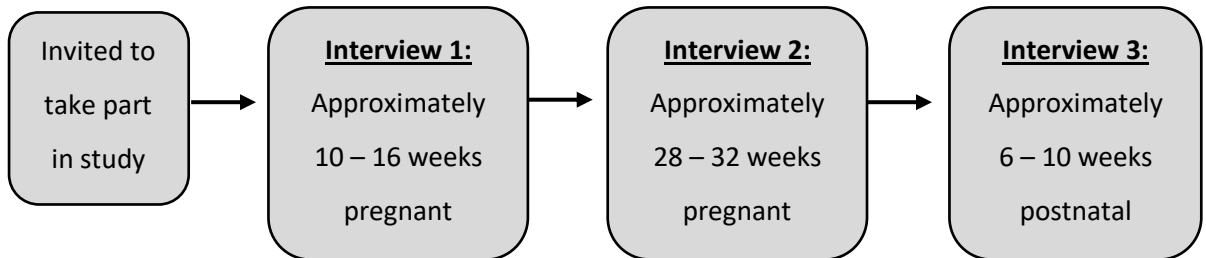 Invited to
take part
in study
Interview 1:
Approximately
10 – 16 weeks
pregnant
Interview 2:
Approximately
28 – 32 weeks
pregnant
Interview 3:
Approximately
6 – 10 weeks
postnatal